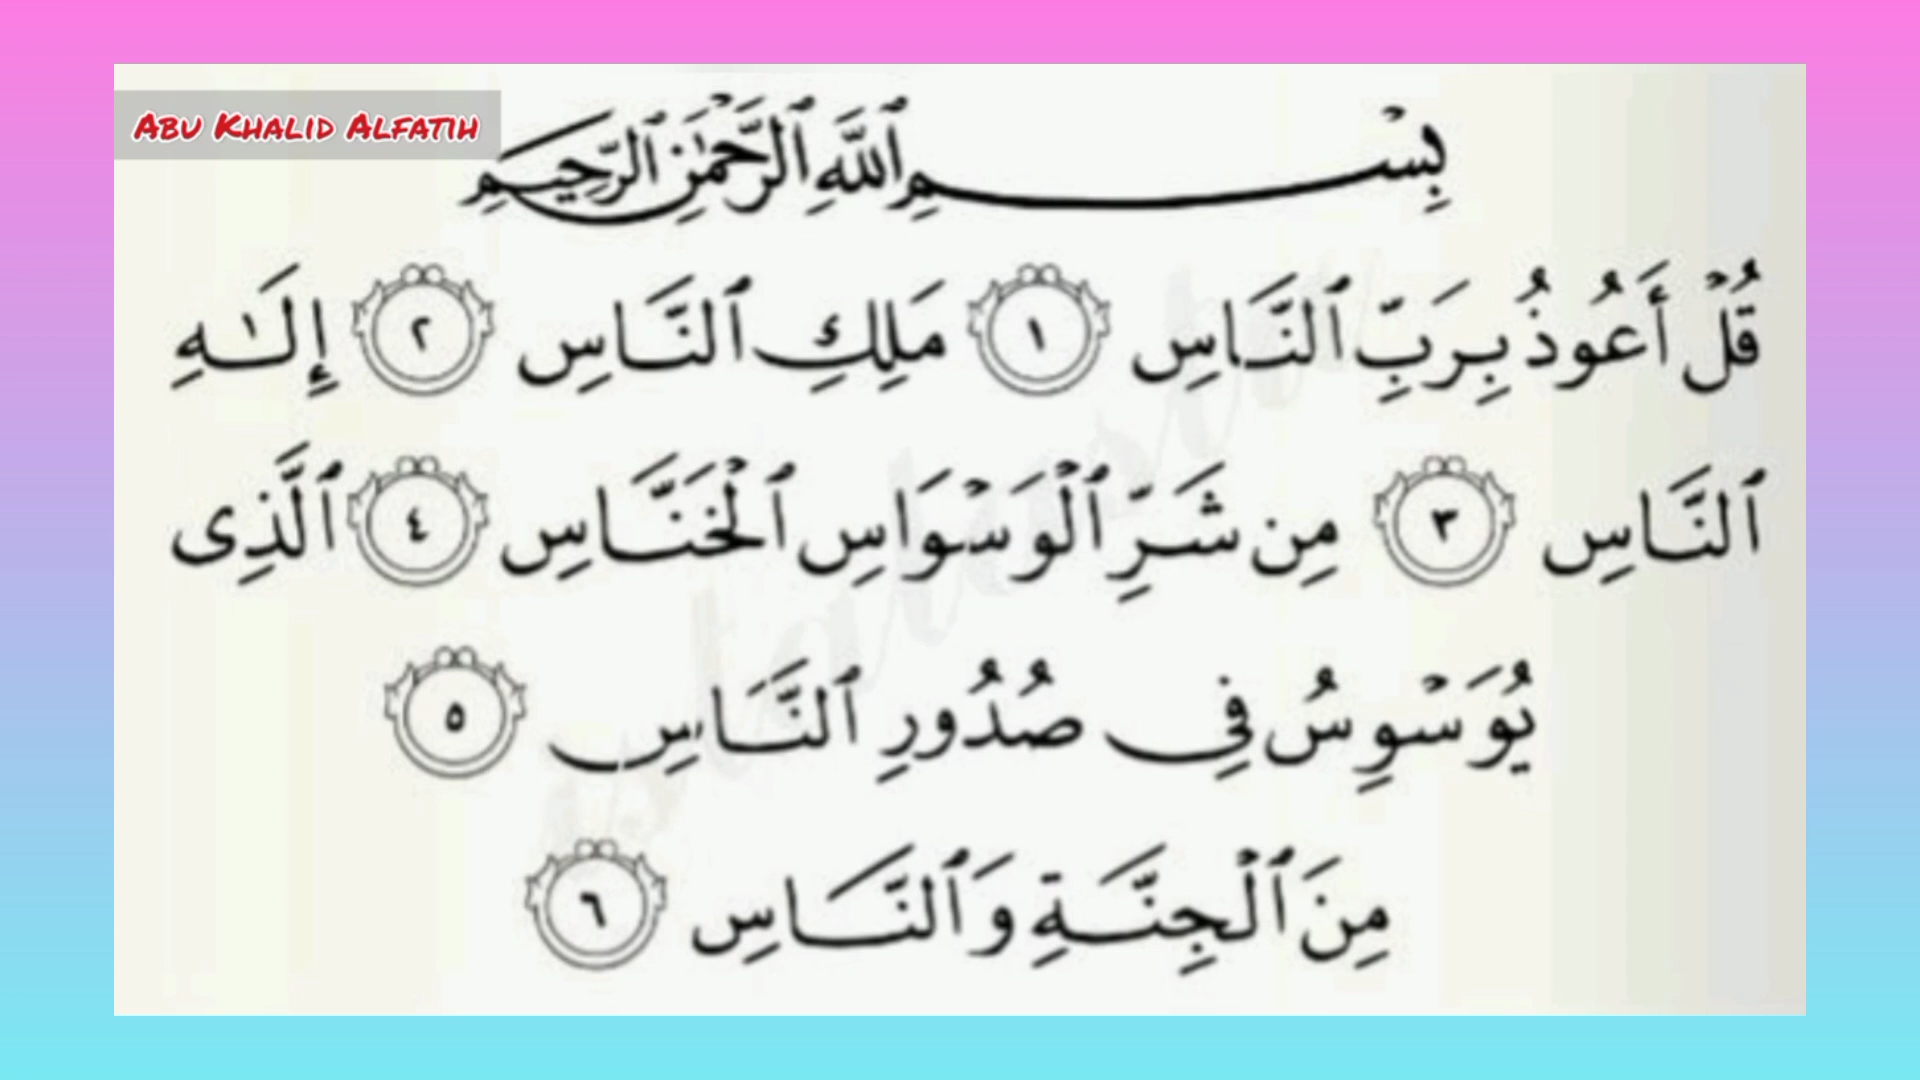 ABU KHALID ALFATIH
بِسْمِ ٱللَّهِ ٱلرَّحْمَٰنِ ٱلرَّحِيمِ
قُلْ أَعُوذُ بِرَبِّ ٱلنَّاسِ ١ مَلِكِ ٱلنَّاسِ ٢ إِلَٰهِ
ٱلنَّاسِ ٣ مِن شَرِّ ٱلْوَسْوَاسِ ٱلْخَنَّاسِ ٤ ٱلَّذِى
يُوَسْوِسُ فِى صُدُورِ ٱلنَّاسِ ٥
مِنَ ٱلْجِنَّةِ وَٱلنَّاسِ ٦